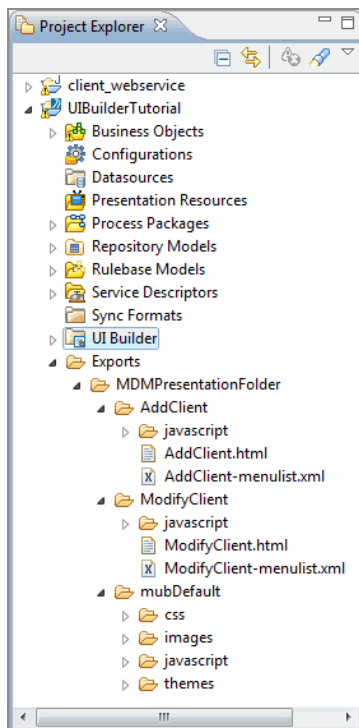 Project Explorer
client_webservice
UIBuilderTutorial
Business Objects
Configurations
Datasources
Presentation Resources
Process Packages
Repository Models
Rulebase Models
Service Descriptors
Sync Formats
UI Builder
Exports
MDMPresentationFolder
AddClient
javascript
AddClient.html
AddClient-menulist.xml
ModifyClient
javascript
ModifyClient.html
ModifyClient-menulist.xml
mubDefault
css
images
javascript
themes